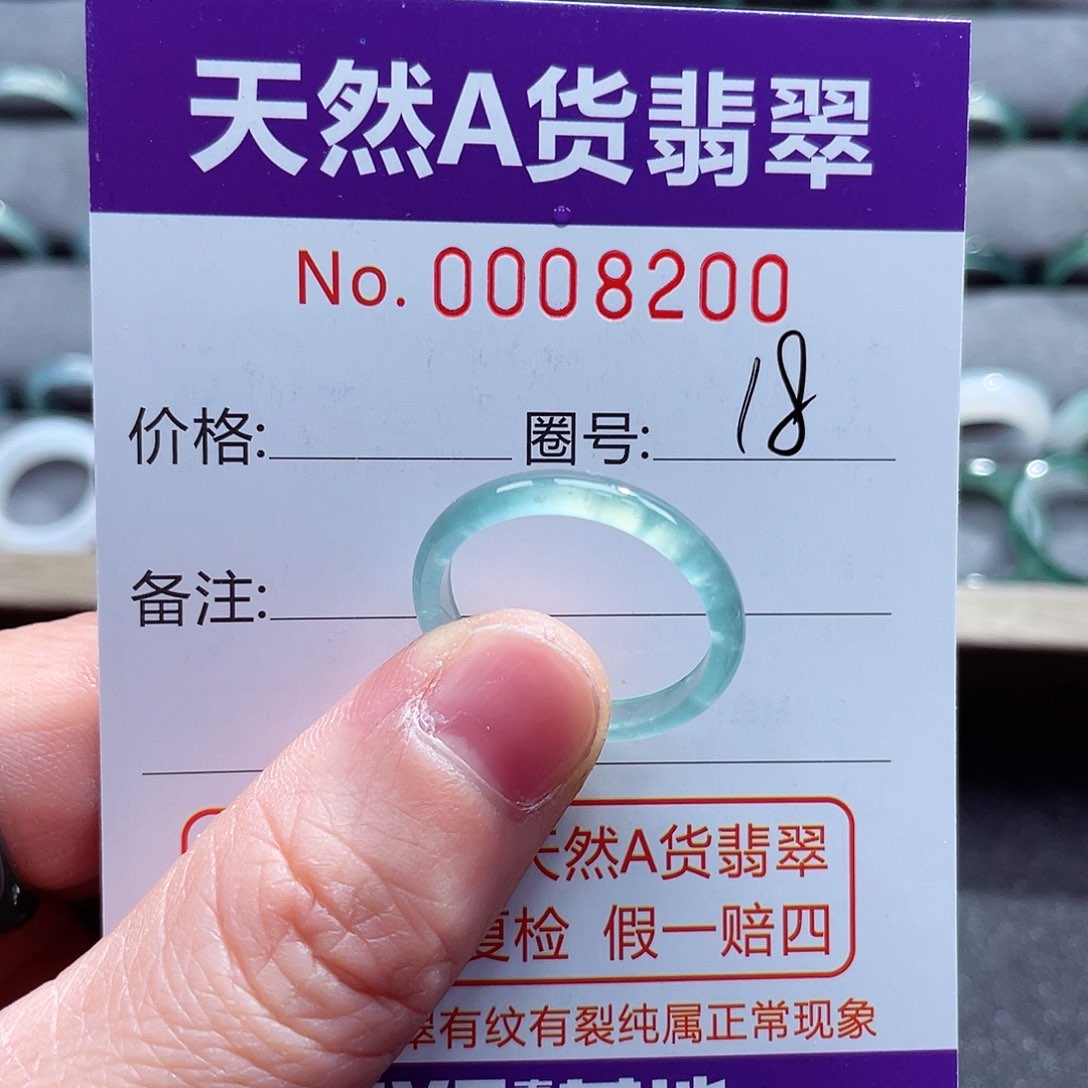 天然A货翡翠
No. 0008200
价格: 圈号: 18
备注:
天然A货翡翠
复检 假一赔四
翠有纹有裂纯属正常现象